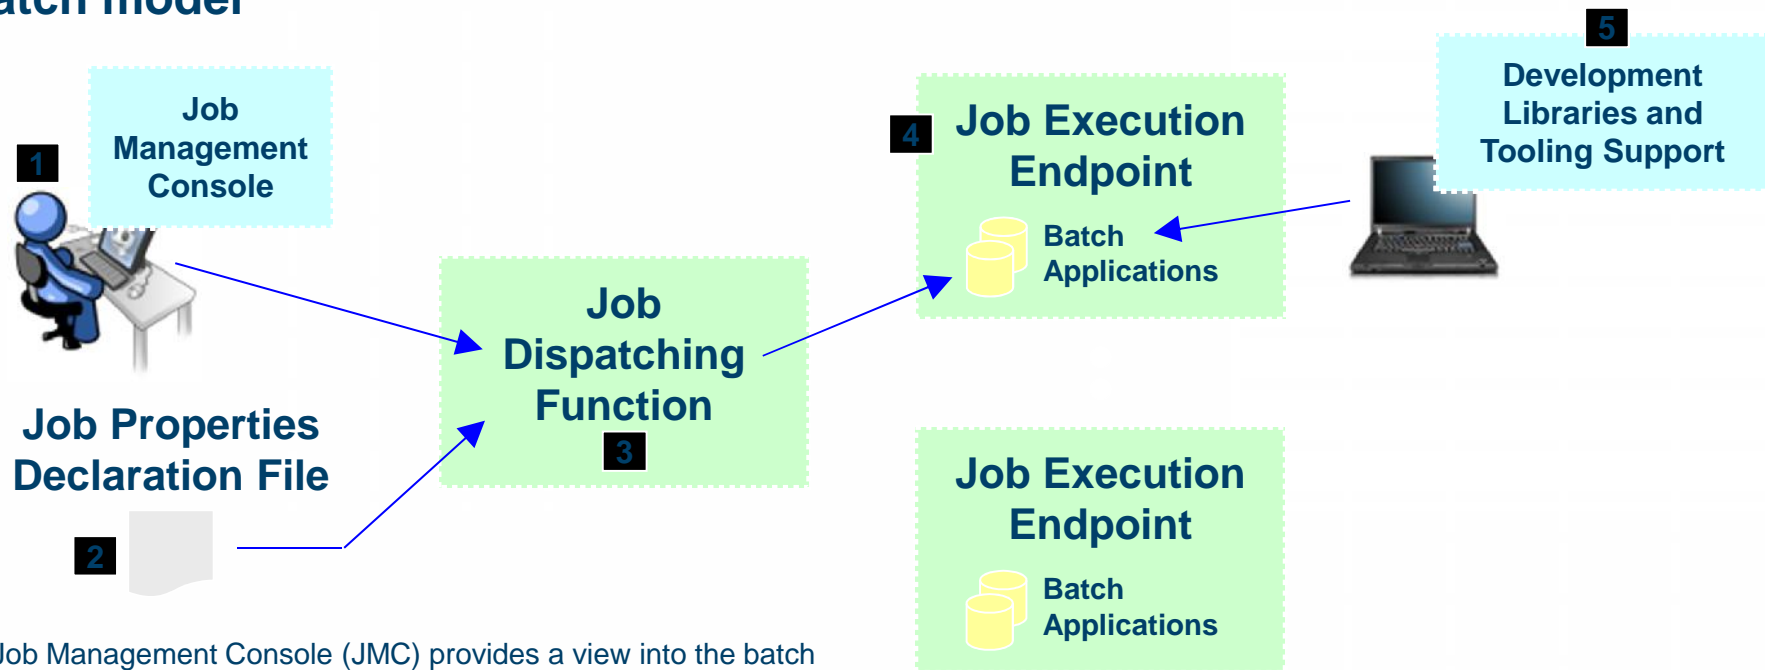 atch model
5
Development
Libraries and
Tooling Support
Job
Management
Console
1
4
Job Execution
Endpoint
Batch
Applications
Job
Dispatching
Function
3
Job Properties
Declaration File
2
Job Execution
Endpoint
Batch
Applications
Job Management Console (JMC) provides a view into the batch